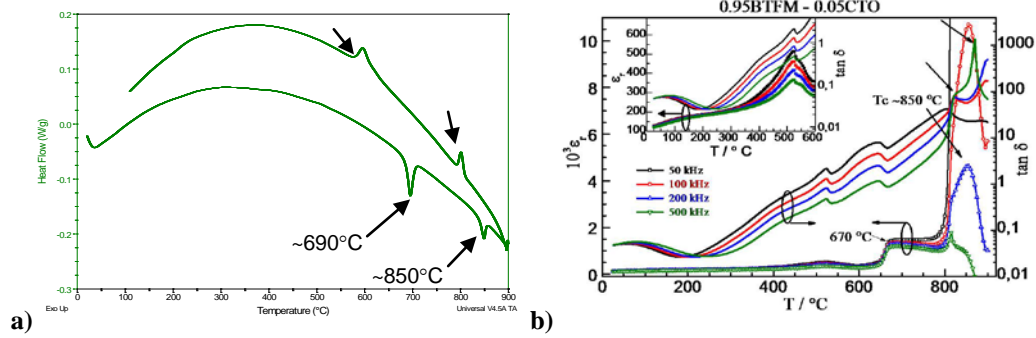 0.2
0.1
0.0
-0.1
-0.2
-0.3
Heat Flow (W/g)
~690°C
~850°C
0
100
200
300
400
500
600
700
800
900
Exo Up
Temperature (°C)
Universal V4.5A TA
a)
0.95BTFM - 0.05CTO
600
500
400
300
200
100
εr
1
0,1
0,01
tan δ
0
100
200
300
400
500
600
T / ° C
10
8
6
4
2
0
10³εr
1000
100
10
1
0,1
0,01
tan δ
Tc ~850 °C
50 kHz
100 kHz
200 kHz
500 kHz
670 °C
0
200
400
600
800
T / °C
b)